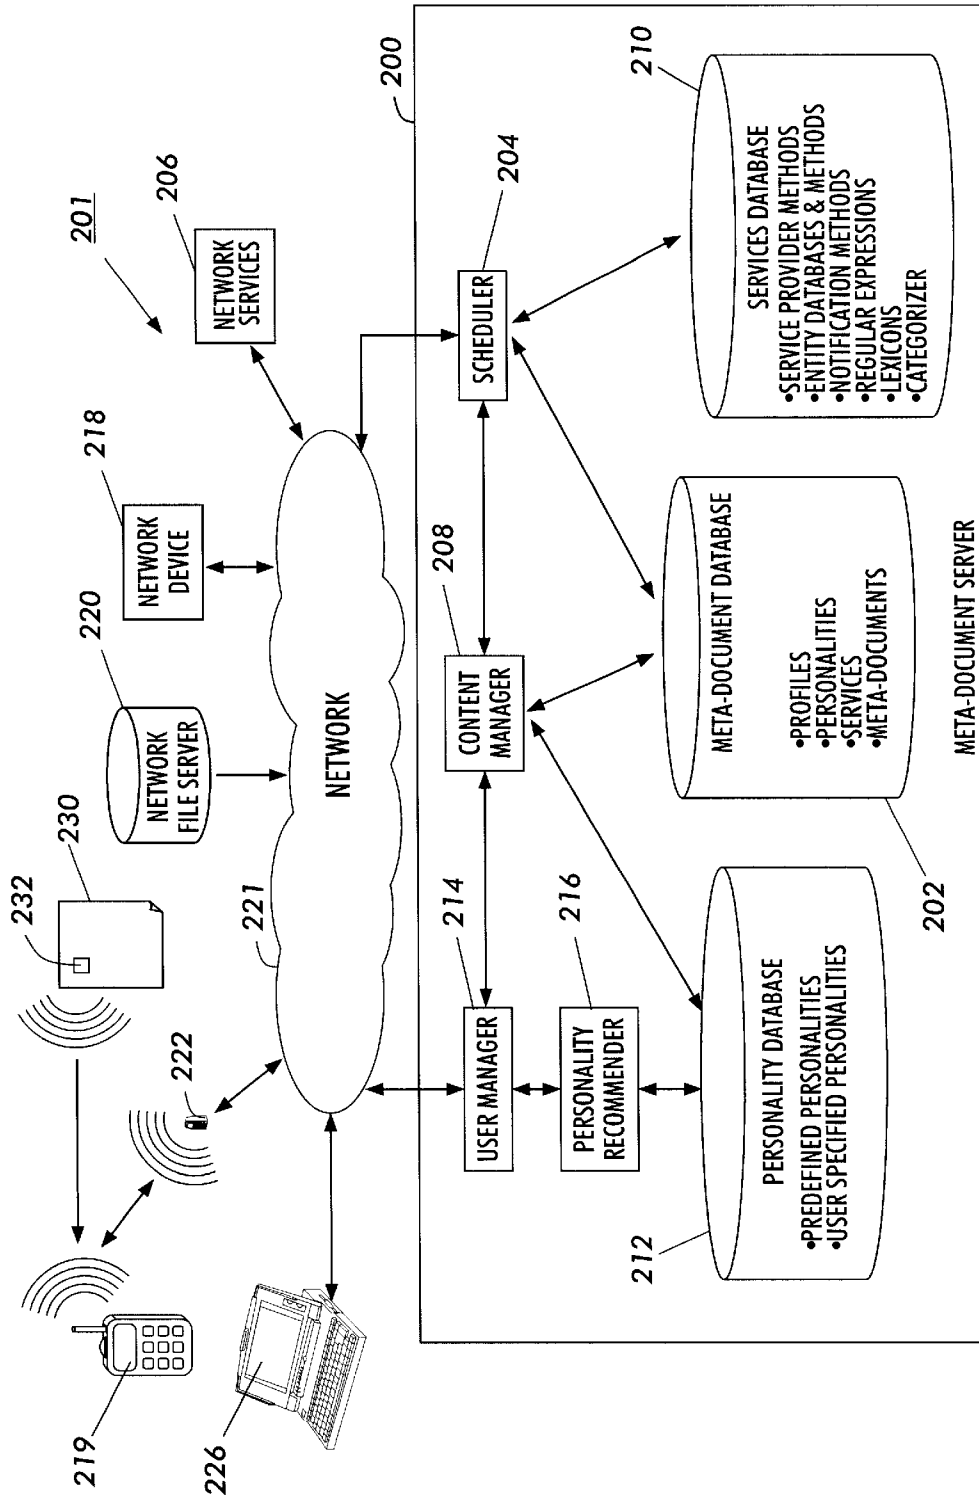 201
206
NETWORK
SERVICES
218
NETWORK
DEVICE
220
NETWORK
FILE SERVER
230
232
222
219
226
221
NETWORK
200
214
USER MANAGER
216
PERSONALITY
RECOMMENDER
208
CONTENT
MANAGER
204
SCHEDULER
212
PERSONALITY DATABASE
•PREDEFINED PERSONALITIES
•USER SPECIFIED PERSONALITIES
202
META-DOCUMENT DATABASE
•PROFILES
•PERSONALITIES
•SERVICES
•META-DOCUMENTS
210
SERVICES DATABASE
•SERVICE PROVIDER METHODS
•ENTITY DATABASES & METHODS
•NOTIFICATION METHODS
•REGULAR EXPRESSIONS
•LEXICONS
•CATEGORIZER
META-DOCUMENT SERVER